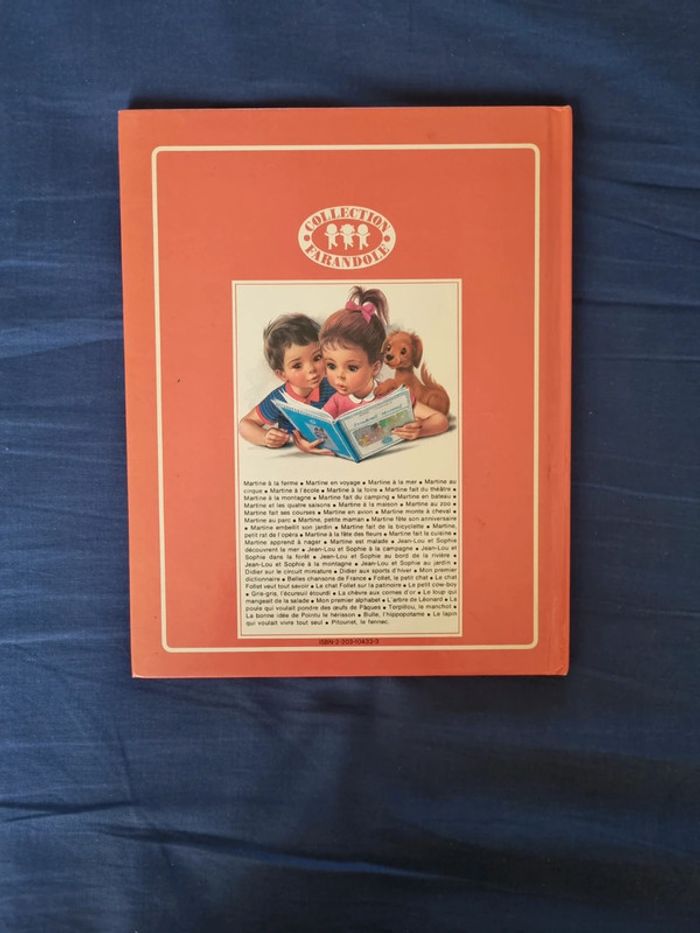 COLLECTION
FARANDOLE
Martine à la ferme ▪ Martine en voyage ▪ Martine à la mer ▪ Martine au
cirque ▪ Martine à l'école ▪ Martine à la foire ▪ Martine fait du théâtre ▪
Martine à la montagne ▪ Martine fait du camping ▪ Martine en bateau ▪
Martine et les quatre saisons ▪ Martine à la maison ▪ Martine au zoo ▪
Martine fait ses courses ▪ Martine en avion ▪ Martine monte à cheval ▪
Martine au parc ▪ Martine, petite maman ▪ Martine fête son anniversaire
▪ Martine embellit son jardin ▪ Martine fait de la bicyclette ▪ Martine,
petit rat de l'opéra ▪ Martine à la fête des fleurs ▪ Martine fait la cuisine ▪
Martine apprend à nager ▪ Martine est malade ▪ Jean-Lou et Sophie
découvrent la mer ▪ Jean-Lou et Sophie à la campagne ▪ Jean-Lou et
Sophie dans la forêt ▪ Jean-Lou et Sophie au bord de la rivière ▪
Jean-Lou et Sophie à la montagne ▪ Jean-Lou et Sophie au jardin ▪
Didier sur le circuit miniature ▪ Didier aux sports d'hiver ▪ Mon premier
dictionnaire ▪ Belles chansons de France ▪ Follet, le petit chat ▪ Le chat
Follet veut tout savoir ▪ Le chat Follet sur la patinoire ▪ Le petit cow-boy
▪ Gris-gris, l'écureuil étourdi ▪ La chèvre aux cornes d'or ▪ Le loup qui
mangeait de la salade ▪ Mon premier alphabet ▪ L'arbre de Léonard ▪ La
poule qui voulait pondre des œufs de Pâques ▪ Torpillou, le manchot ▪
La bonne idée de Pointu le hérisson ▪ Bulle, l'hippopotame ▪ Le lapin
qui voulait vivre tout seul ▪ Pitounet, le fennec.
ISBN 2-203-10432-3